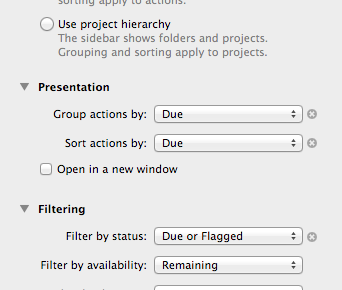 sorting apply to actions.
Use project hierarchy
The sidebar shows folders and projects.
Grouping and sorting apply to projects.
Presentation
Group actions by: Due
Sort actions by: Due
Open in a new window
Filtering
Filter by status: Due or Flagged
Filter by availability: Remaining